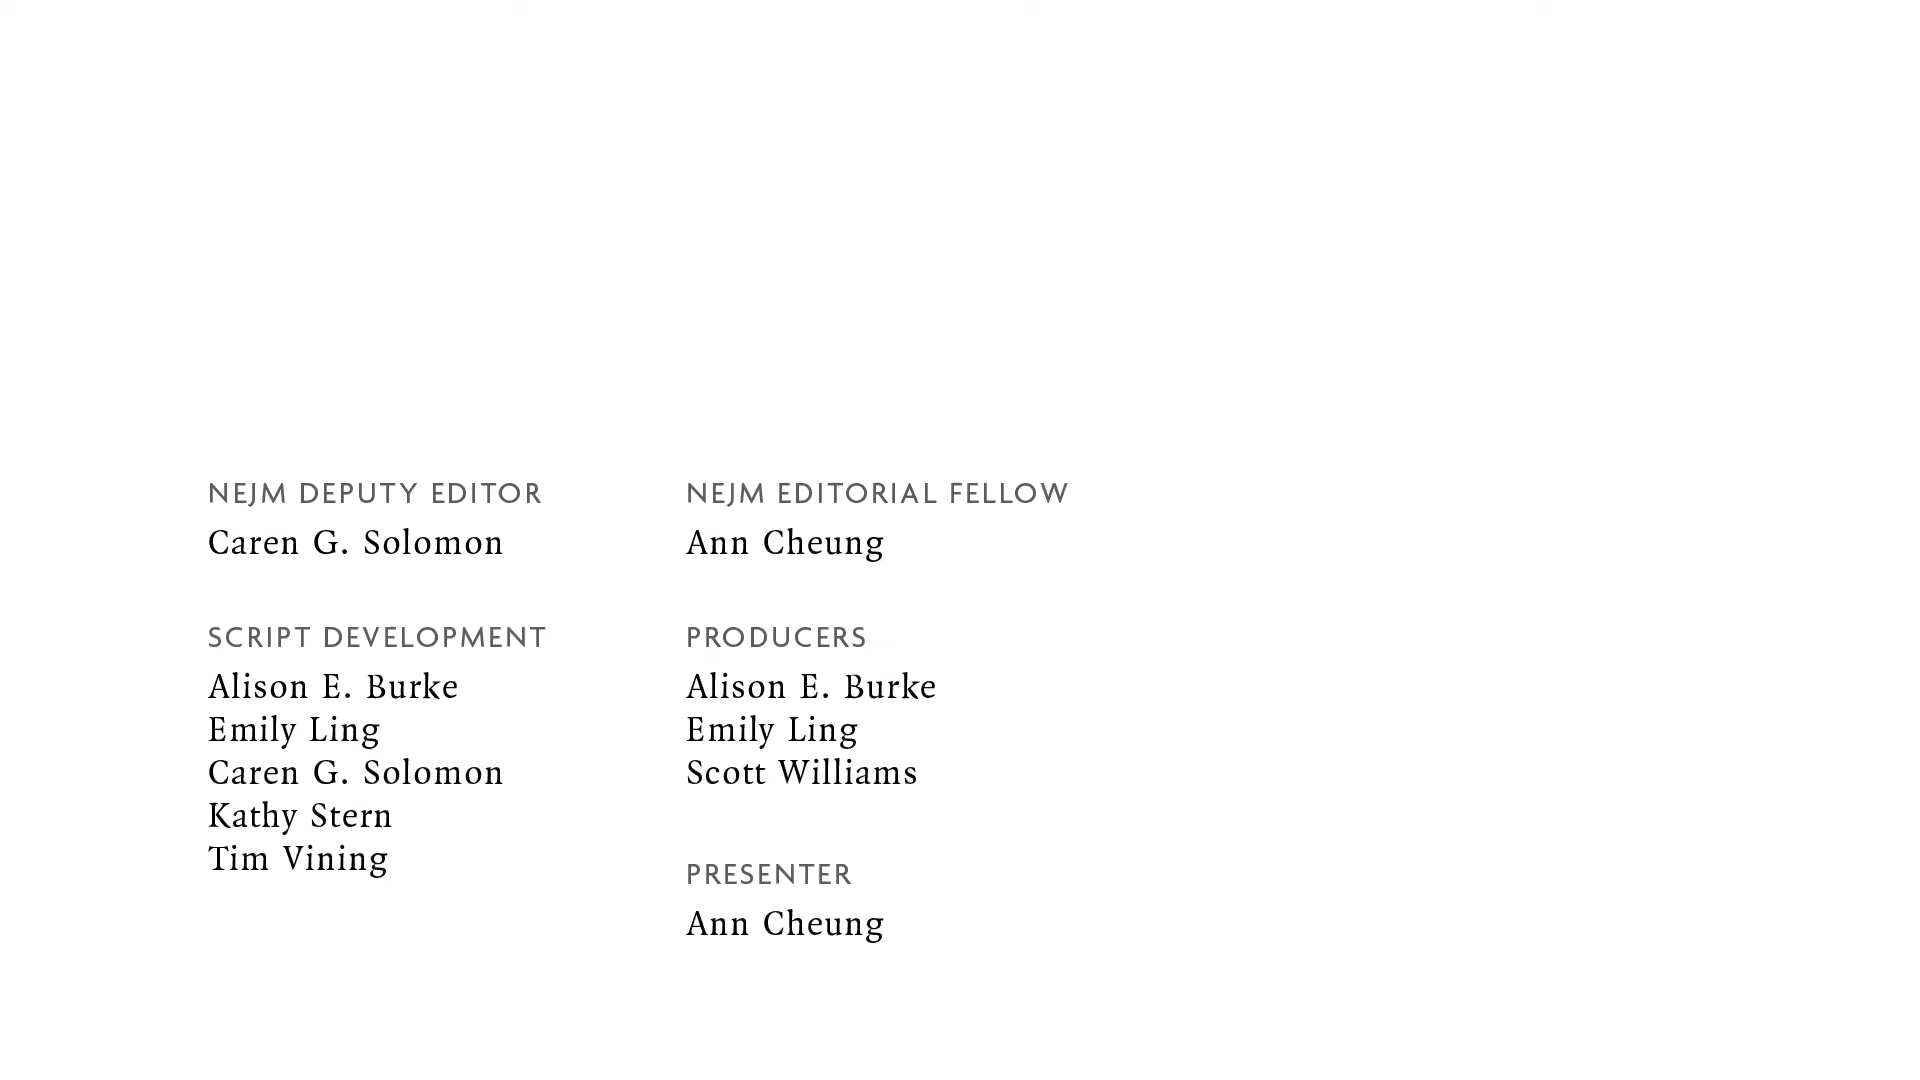 NEJM DEPUTY EDITOR
Caren G. Solomon
SCRIPT DEVELOPMENT
Alison E. Burke
Emily Ling
Caren G. Solomon
Kathy Stern
Tim Vining
NEJM EDITORIAL FELLOW
Ann Cheung
PRODUCERS
Alison E. Burke
Emily Ling
Scott Williams
PRESENTER
Ann Cheung